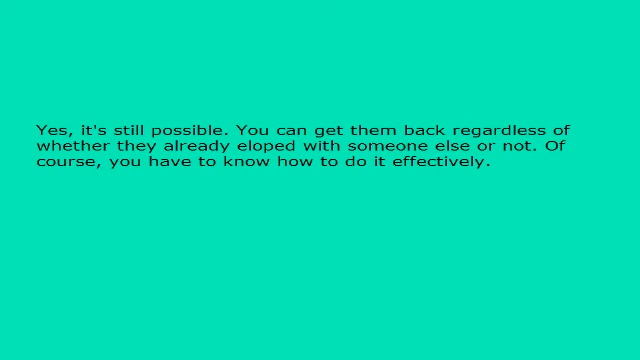 Yes, it's still possible. You can get them back regardless of
whether they already eloped with someone else or not. Of
course, you have to know how to do it effectively.